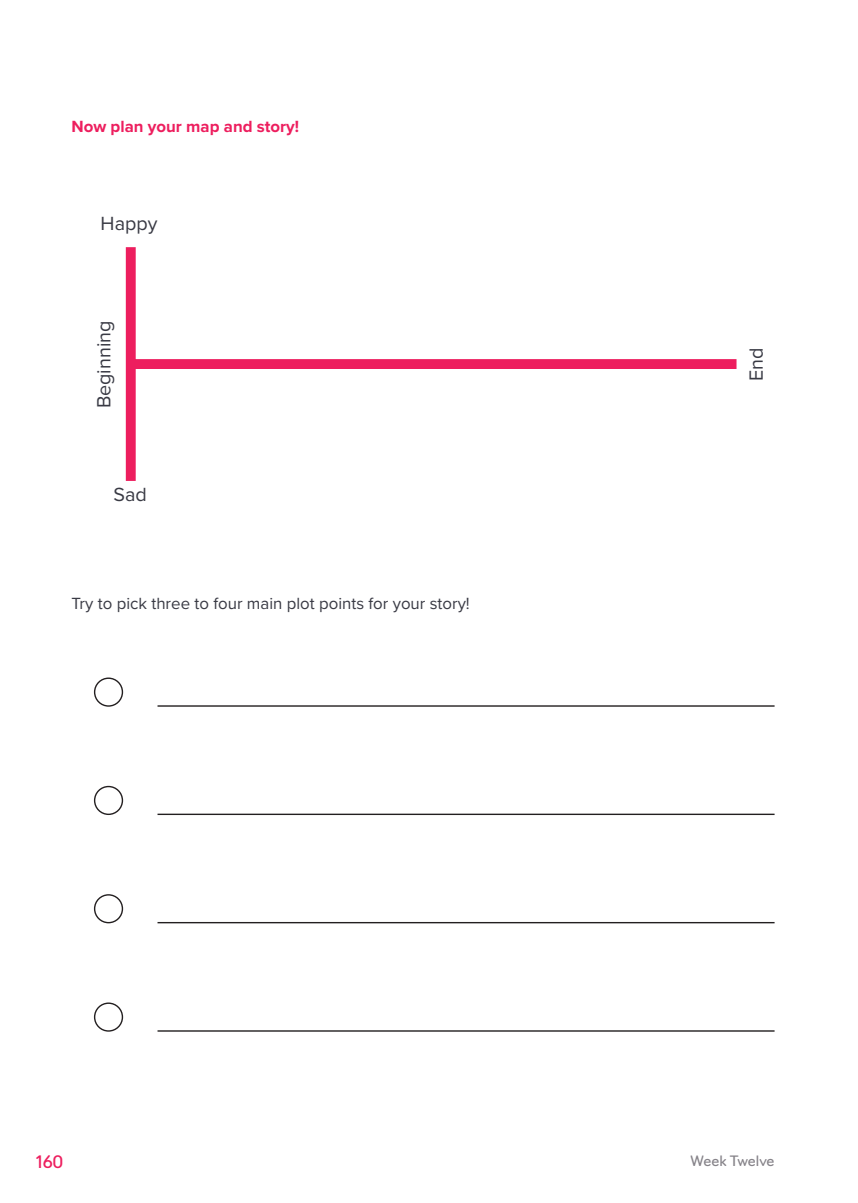 Now plan your map and story!
Happy
Beginning
End
Sad
Try to pick three to four main plot points for your story!
160
Week Twelve